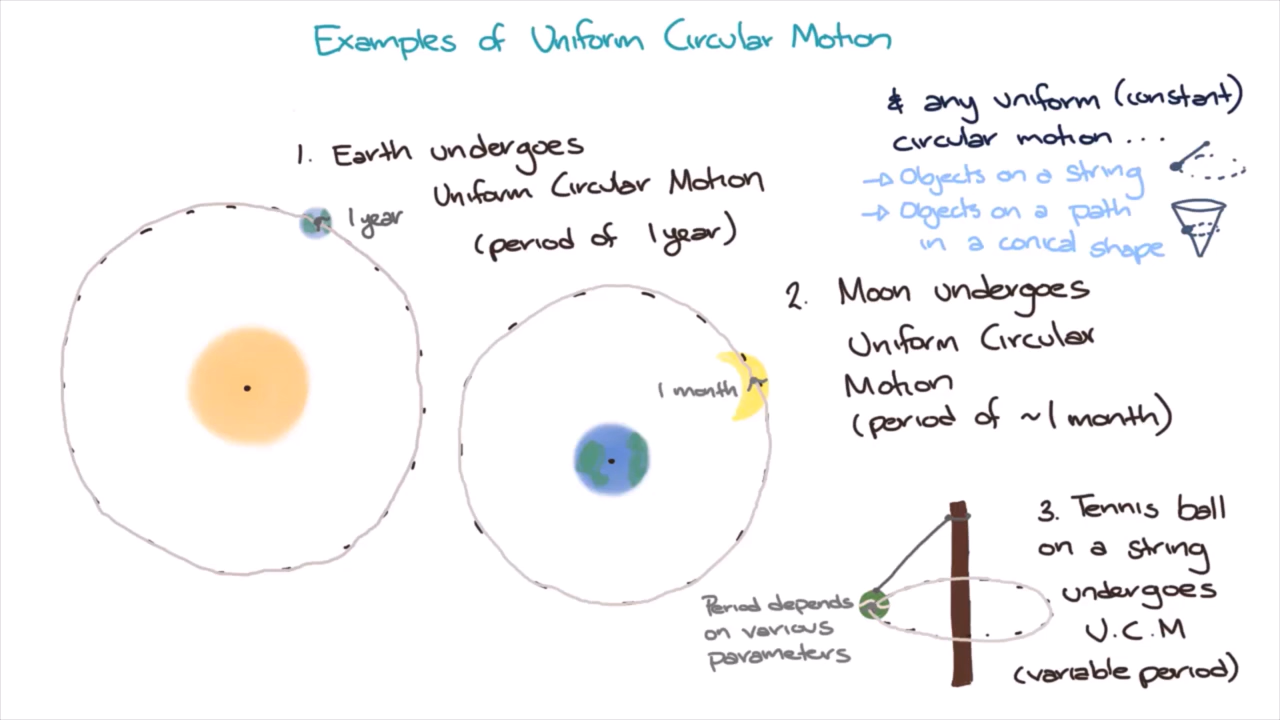 Examples of Uniform Circular Motion
& any uniform (constant)
circular motion ...
→ Objects on a string
→ Objects on a path
in a conical shape
1. Earth undergoes
Uniform Circular Motion
(period of 1 year)
1 year
2. Moon undergoes
Uniform Circular
Motion
(period of ~1 month)
1 month
3. Tennis ball
on a string
undergoes
U.C.M
(variable period)
Period depends
on various
parameters